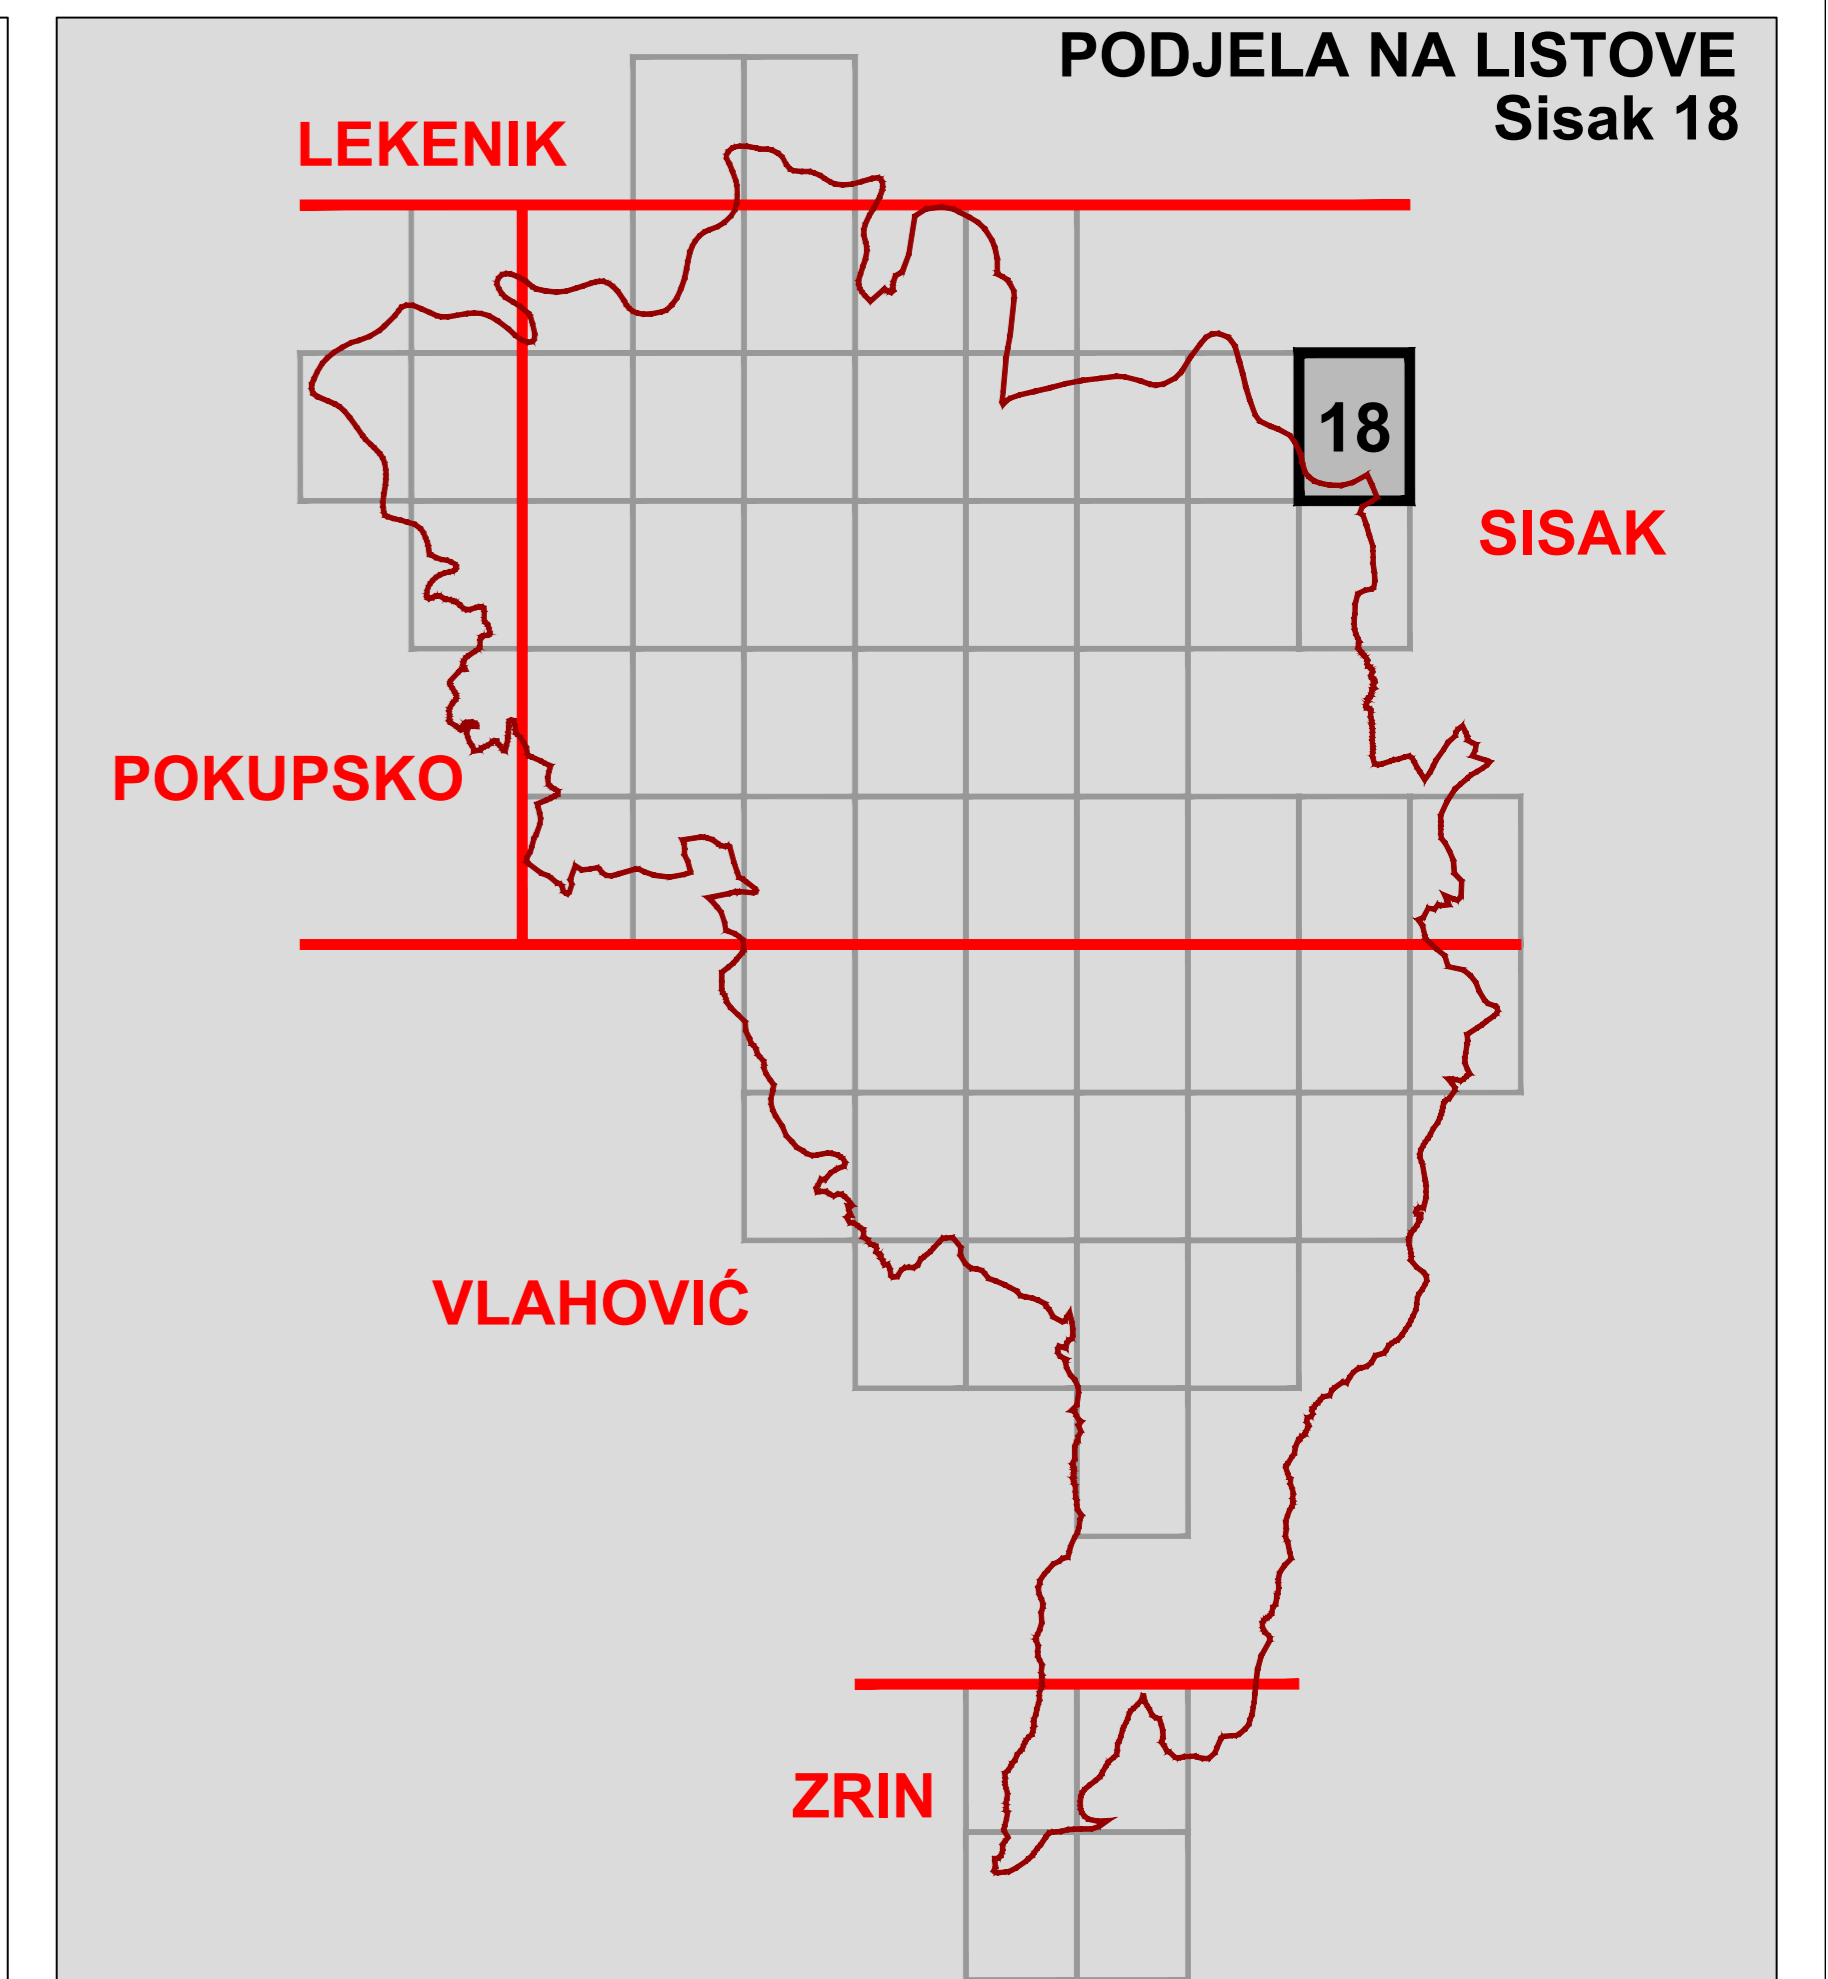 PODJELA NA LISTOVE
Sisak 18
LEKENIK
18
SISAK
POKUPSKO
VLAHOVIĆ
ZRIN